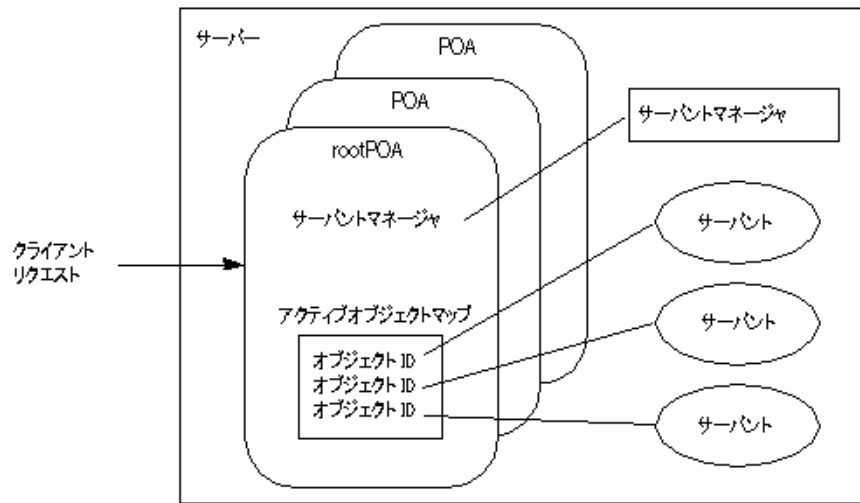 サーバー
POA
POA
rootPOA
サーバントマネージャ
サーバントマネージャ
サーバント
クライアント
リクエスト
アクティブオブジェクトマップ
オブジェクトID
オブジェクトID
オブジェクトID
サーバント
サーバント